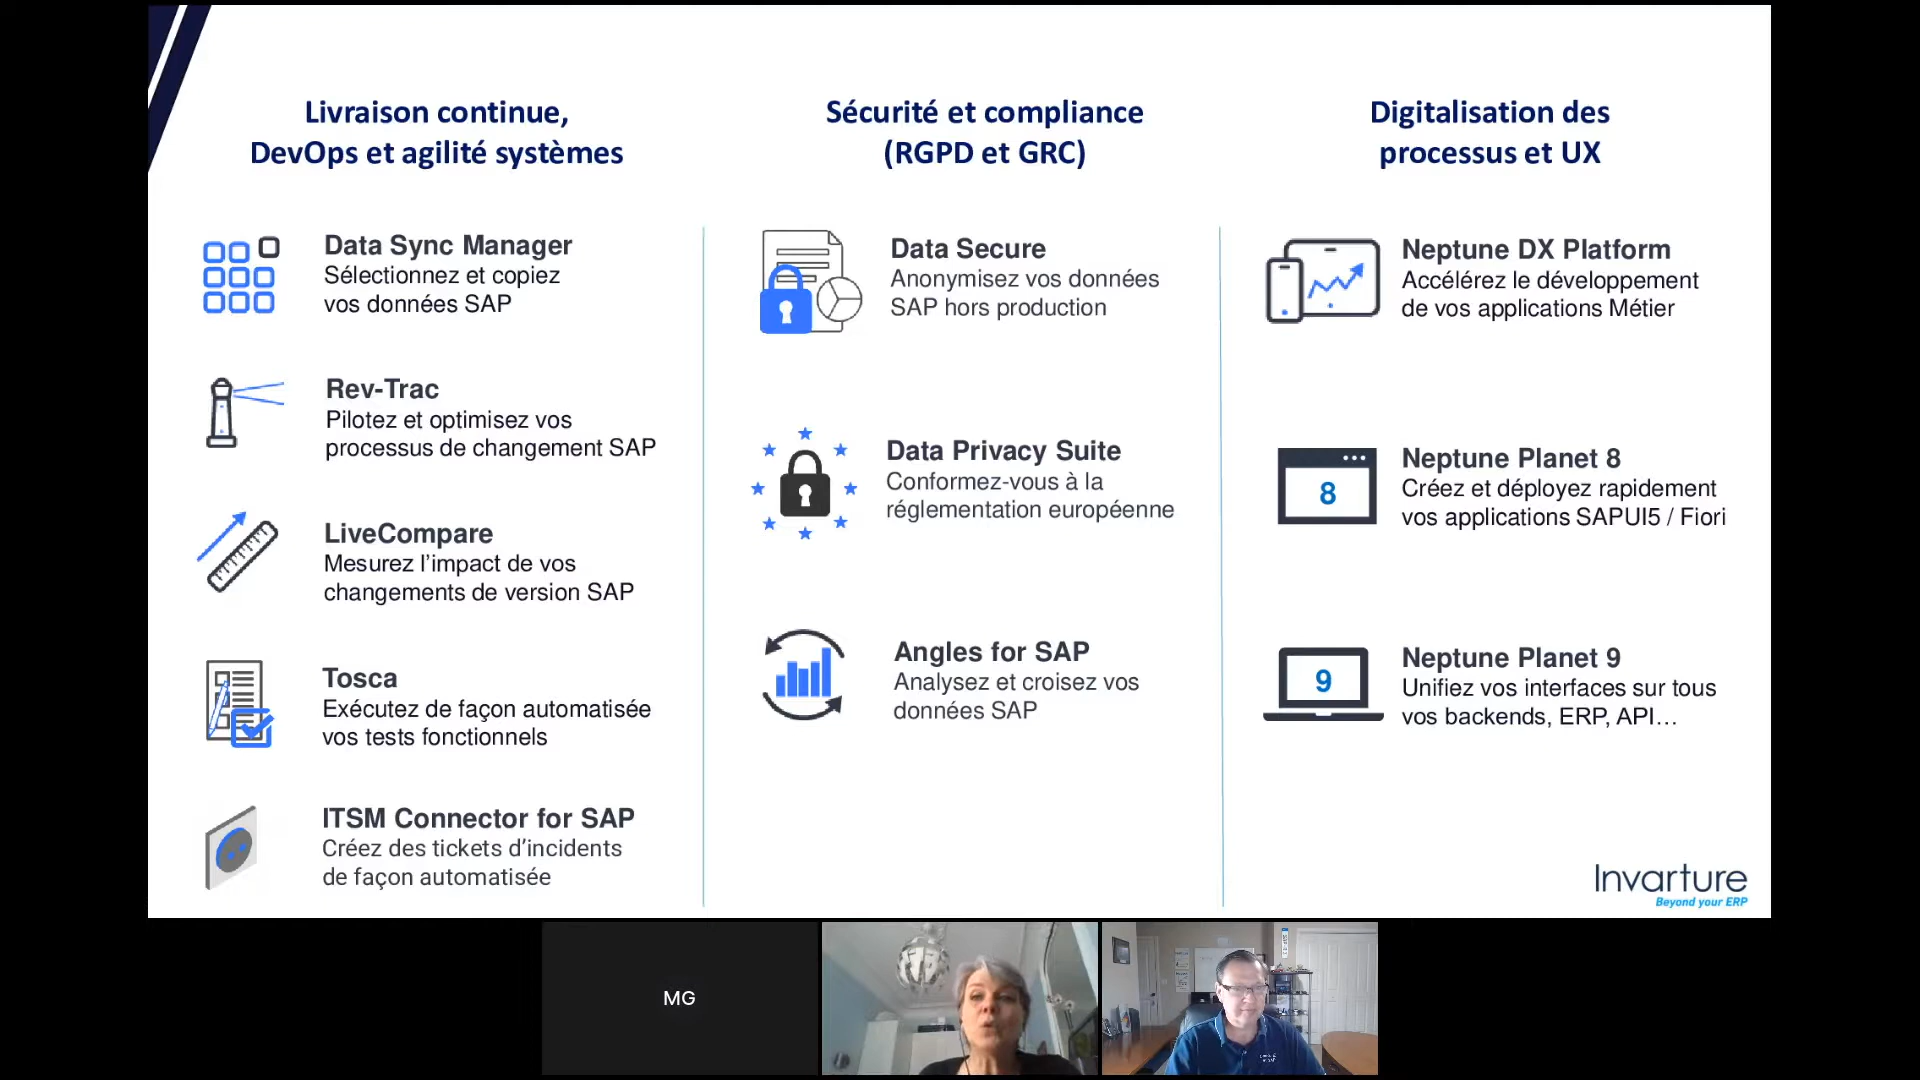 Livraison continue,
DevOps et agilité systèmes
Data Sync Manager
Sélectionnez et copiez
vos données SAP
Rev-Trac
Pilotez et optimisez vos
processus de changement SAP
LiveCompare
Mesurez l’impact de vos
changements de version SAP
Tosca
Exécutez de façon automatisée
vos tests fonctionnels
ITSM Connector for SAP
Créez des tickets d’incidents
de façon automatisée
Sécurité et compliance
(RGPD et GRC)
Data Secure
Anonymisez vos données
SAP hors production
Data Privacy Suite
Conformez-vous à la
réglementation européenne
Angles for SAP
Analysez et croisez vos
données SAP
Digitalisation des
processus et UX
Neptune DX Platform
Accélérez le développement
de vos applications Métier
8
Neptune Planet 8
Créez et déployez rapidement
vos applications SAPUI5 / Fiori
9
Neptune Planet 9
Unifiez vos interfaces sur tous
vos backends, ERP, API…
Invarture
Beyond your ERP
MG